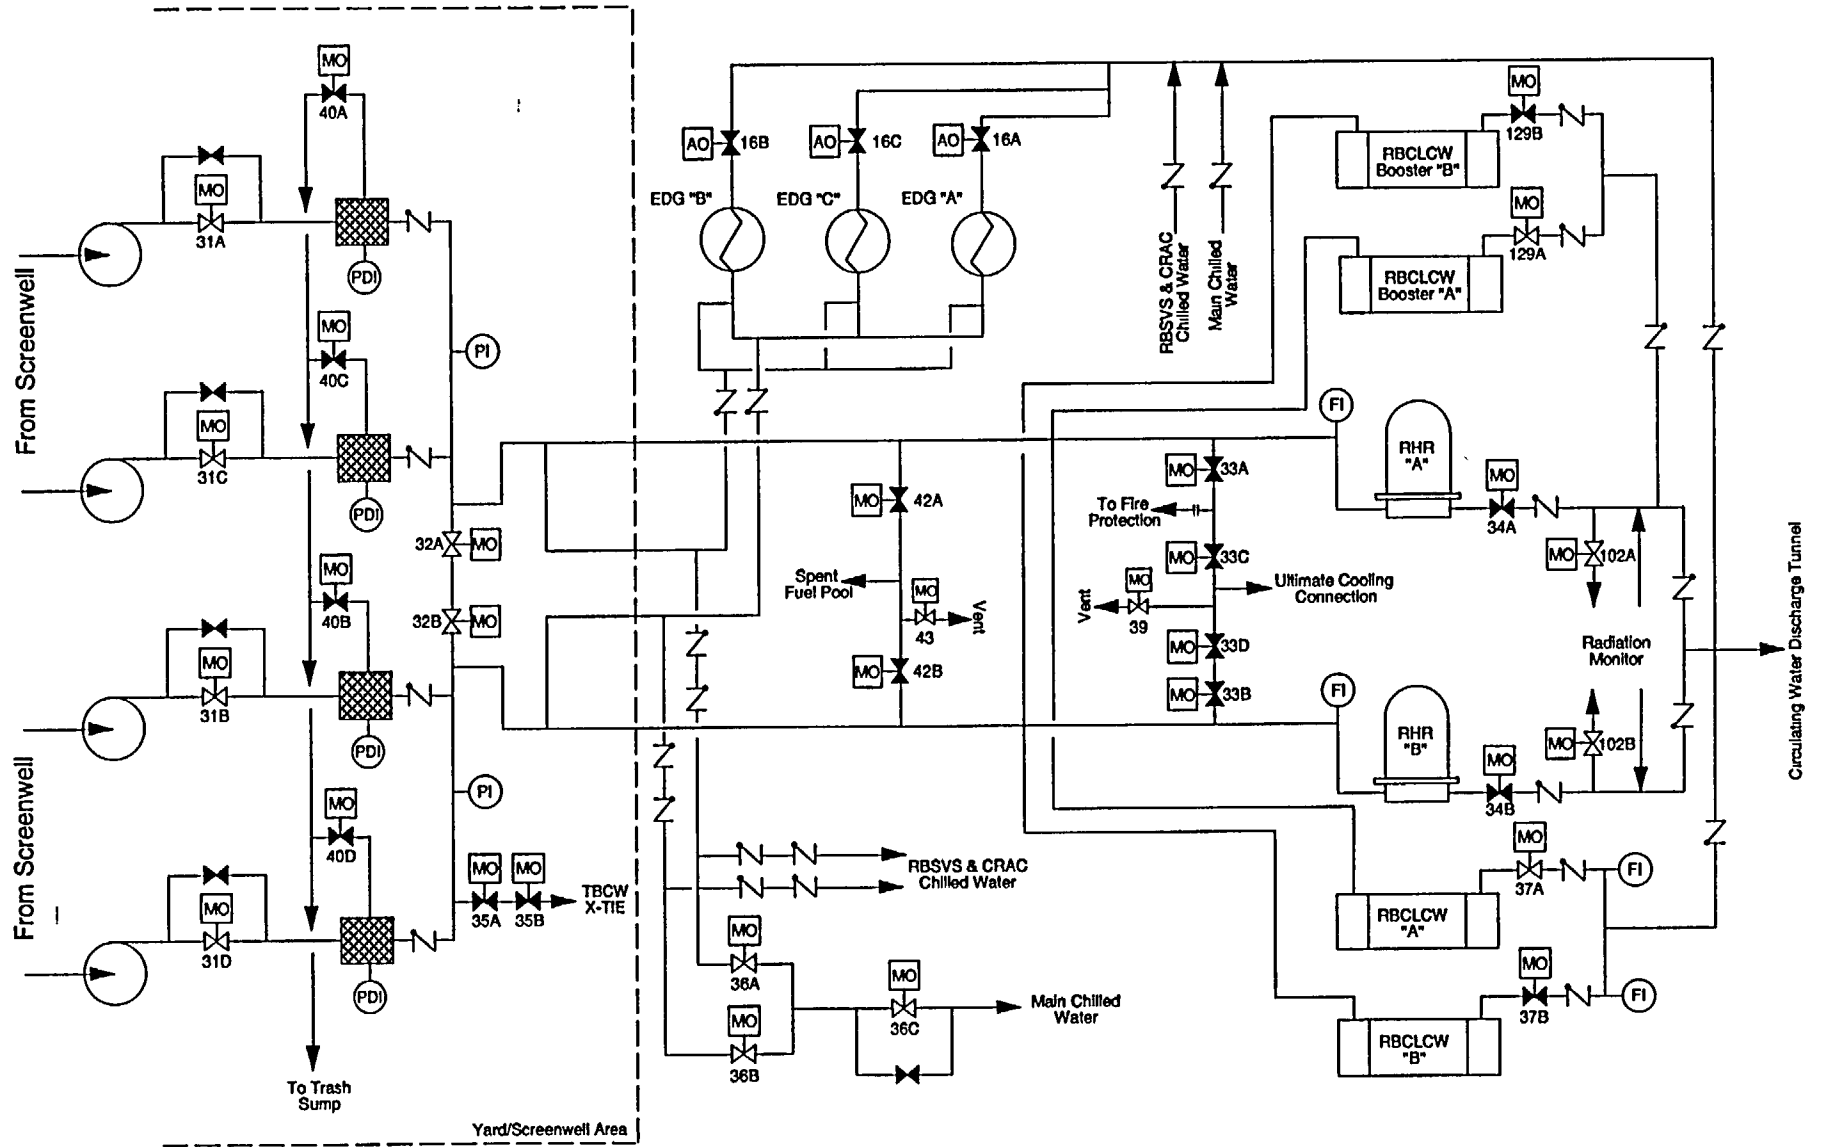 MO
40A
MO
31A
PDI
From Screenwell
MO
40C
MO
31C
PDI
PI
32A
MO
32B
MO
MO
40B
MO
31B
PDI
PI
From Screenwell
MO
40D
MO
31D
PDI
MO
35A
MO
35B
TBCW
X-TIE
To Trash
Sump
Yard/Screenwell Area
AO
16B
AO
16C
AO
16A
EDG "B"
EDG "C"
EDG "A"
RBSVS & CRAC
Chilled Water
Main Chilled
Water
RBCLCW
Booster "B"
MO
129B
RBCLCW
Booster "A"
MO
129A
MO
42A
Spent
Fuel Pool
MO
43
Vent
MO
42B
MO
33A
To Fire
Protection
MO
33C
Ultimate Cooling
Connection
MO
39
Vent
MO
33D
MO
33B
FI
RHR
"A"
MO
34A
MO
102A
Radiation
Monitor
Circulating Water Discharge Tunnel
FI
RHR
"B"
MO
34B
MO
102B
RBSVS & CRAC
Chilled Water
MO
36A
MO
36B
MO
36C
Main Chilled
Water
RBCLCW
"A"
MO
37A
FI
RBCLCW
"B"
MO
37B
FI